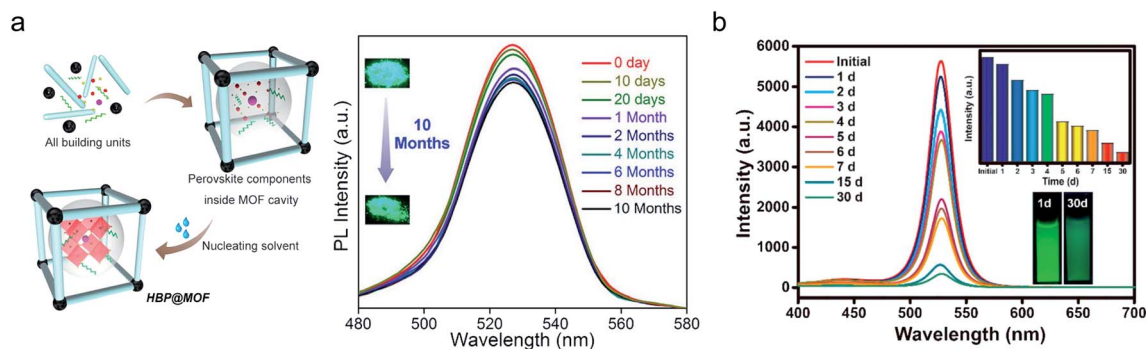 a
All building units
Perovskite components
inside MOF cavity
Nucleating solvent
HBP@MOF
PL Intensity (a.u.)
10
Months
0 day
10 days
20 days
1 Month
2 Months
4 Months
6 Months
8 Months
10 Months
480 500 520 540 560 580
Wavelength (nm)
b
Intensity (a.u.)
6000
5000
4000
3000
2000
1000
0
Initial
1 d
2 d
3 d
4 d
5 d
6 d
7 d
15 d
30 d
Intensity (a.u.)
Initial 1 2 3 4 5 6 7 15 30
Time (d)
1d 30d
400 450 500 550 600 650 700
Wavelength (nm)